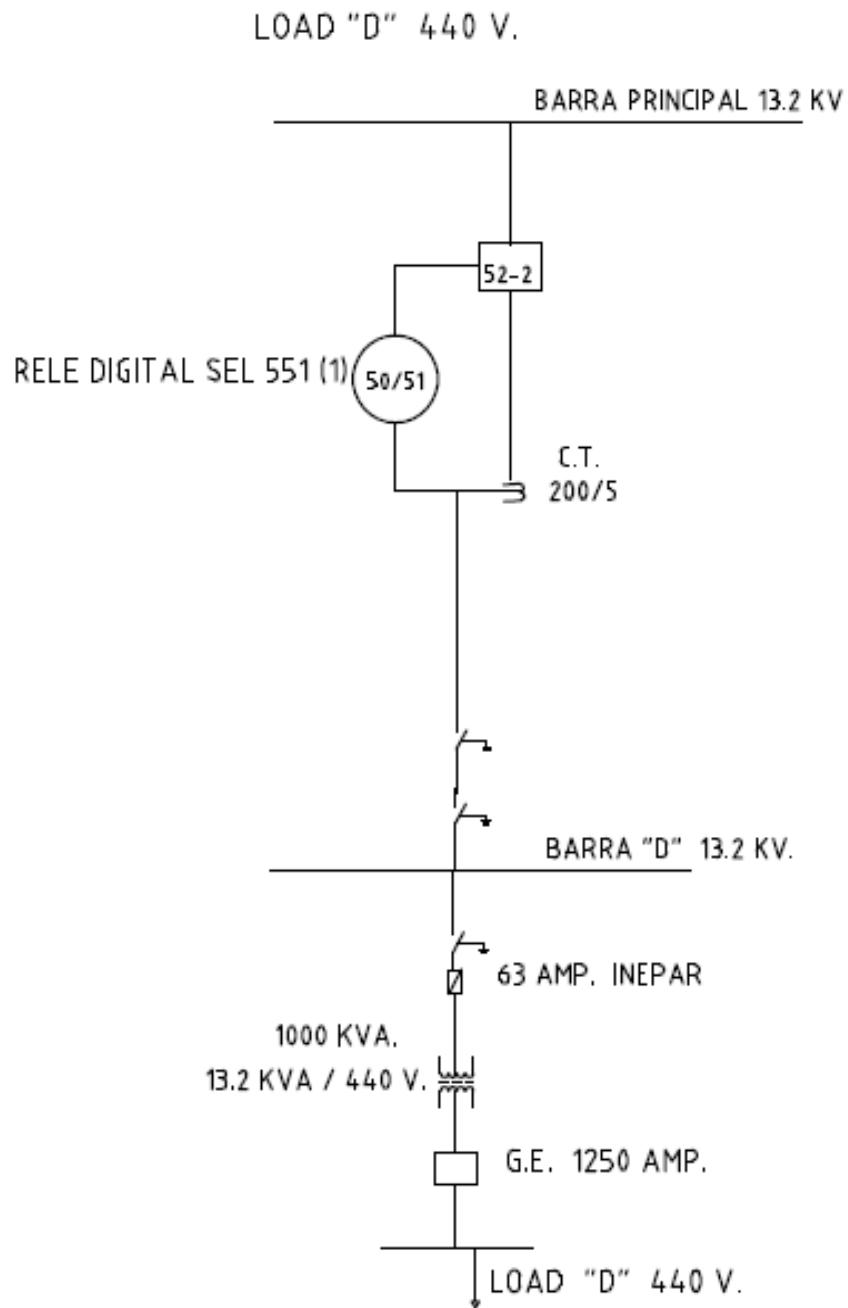 LOAD "D" 440 V.
BARRA PRINCIPAL 13.2 KV
52-2
RELE DIGITAL SEL 551 (1)
50/51
C.T.
200/5
BARRA "D" 13.2 KV.
63 AMP. INEPAR
1000 KVA.
13.2 KVA / 440 V.
G.E. 1250 AMP.
LOAD "D" 440 V.